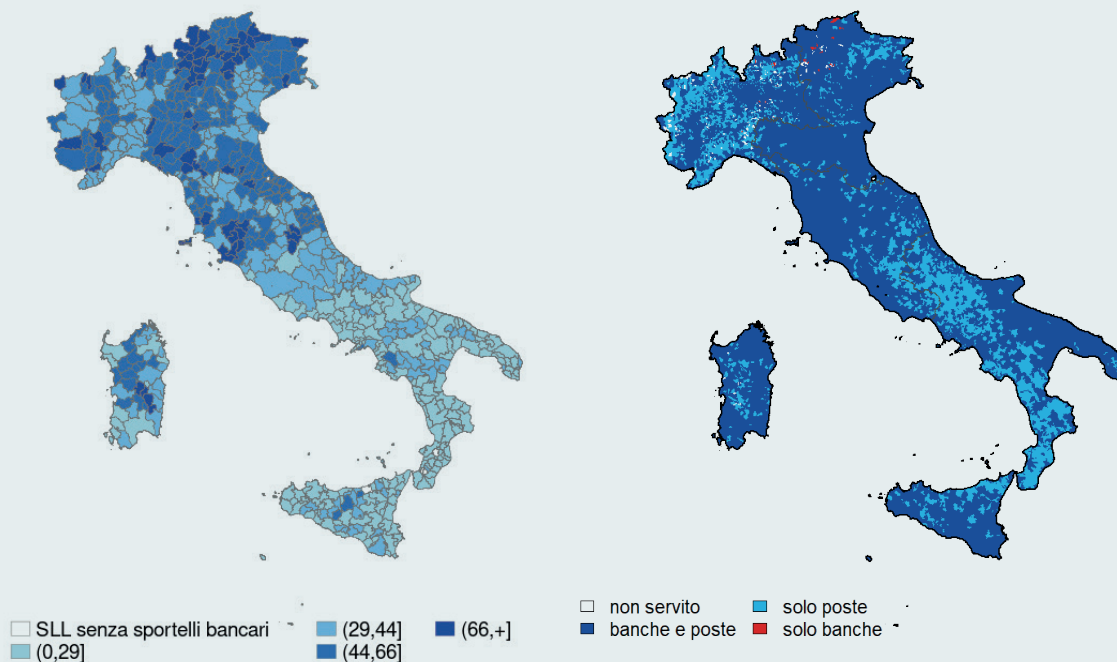 SLL senza sportelli bancari
(0,29]
(29,44]
(44,66]
(66,+]
non servito
banche e poste
solo poste
solo banche